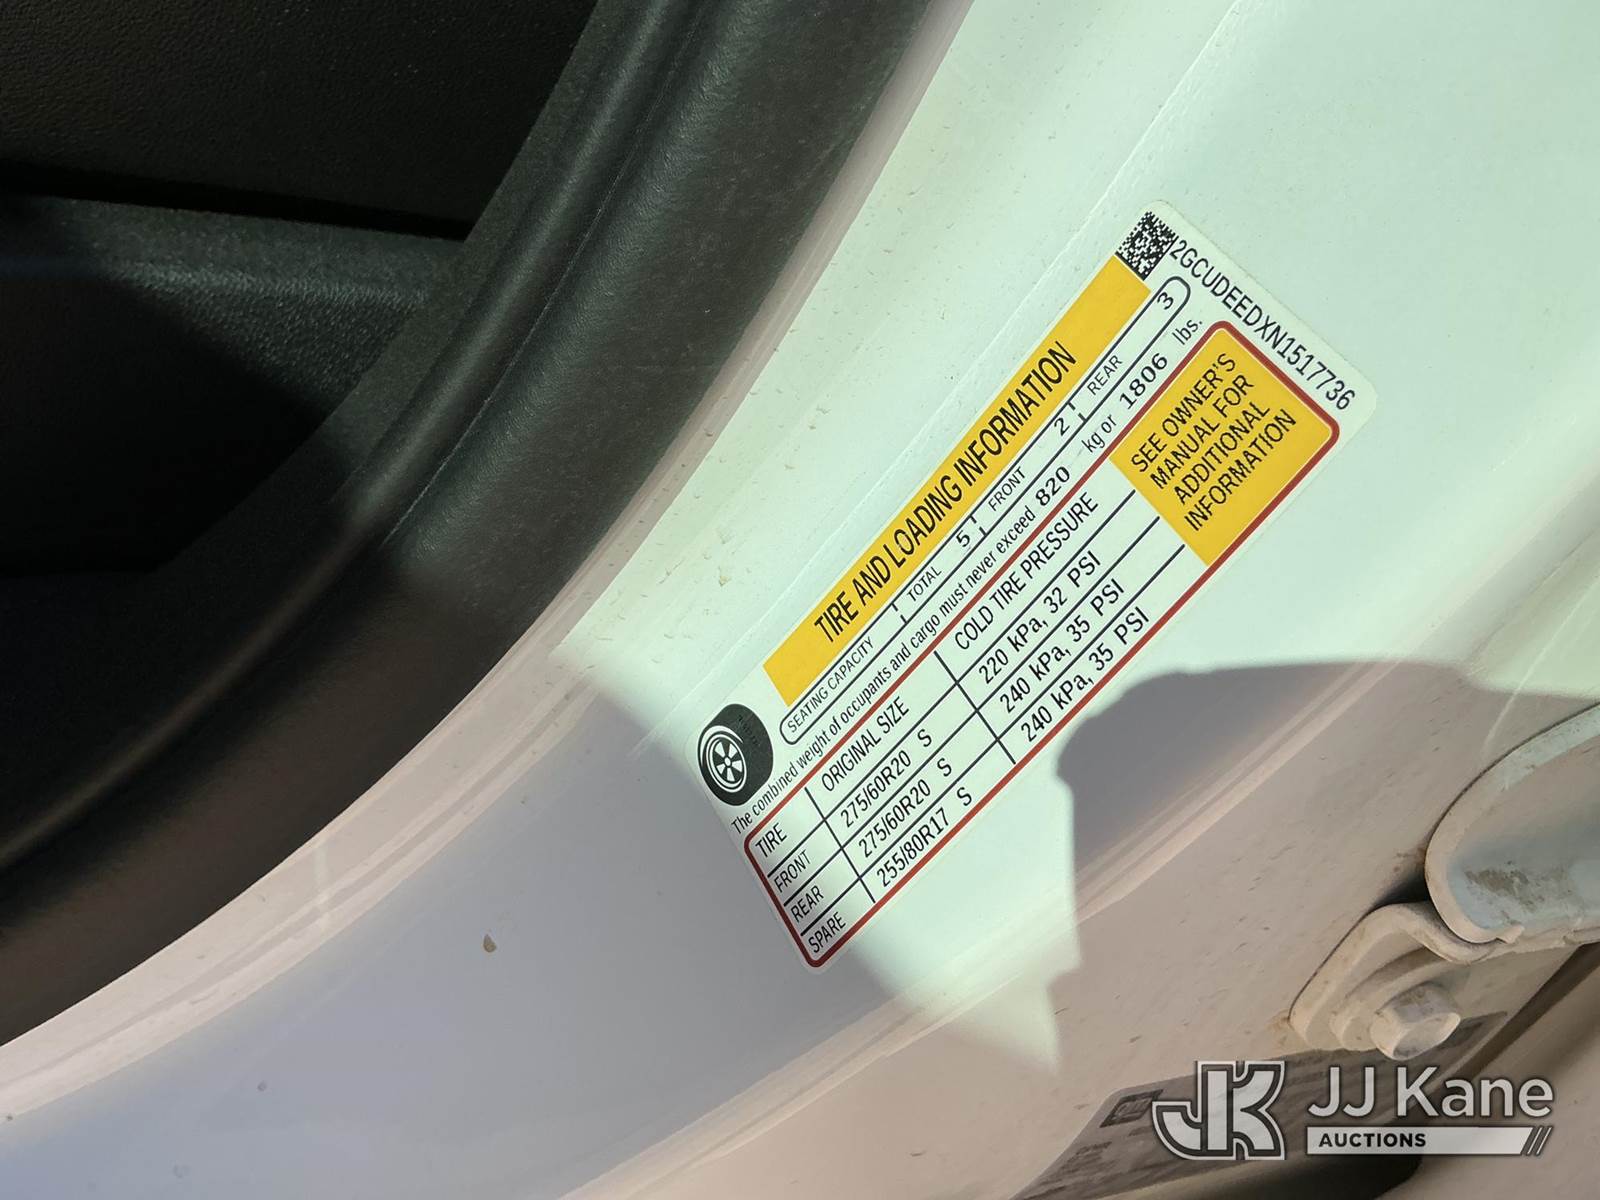 2GCUDEEDXN1517736
TIRE AND LOADING INFORMATION
SEATING CAPACITY TOTAL 5 FRONT 2 REAR 3
The combined weight of occupants and cargo must never exceed 820 kg or 1806 lbs.
TIRE ORIGINAL SIZE COLD TIRE PRESSURE
FRONT 275/60R20 S 220 kPa, 32 PSI
REAR 275/60R20 S 240 kPa, 35 PSI
SPARE 255/80R17 S 240 kPa, 35 PSI
SEE OWNER'S
MANUAL FOR
ADDITIONAL
INFORMATION
JK JJ Kane
AUCTIONS